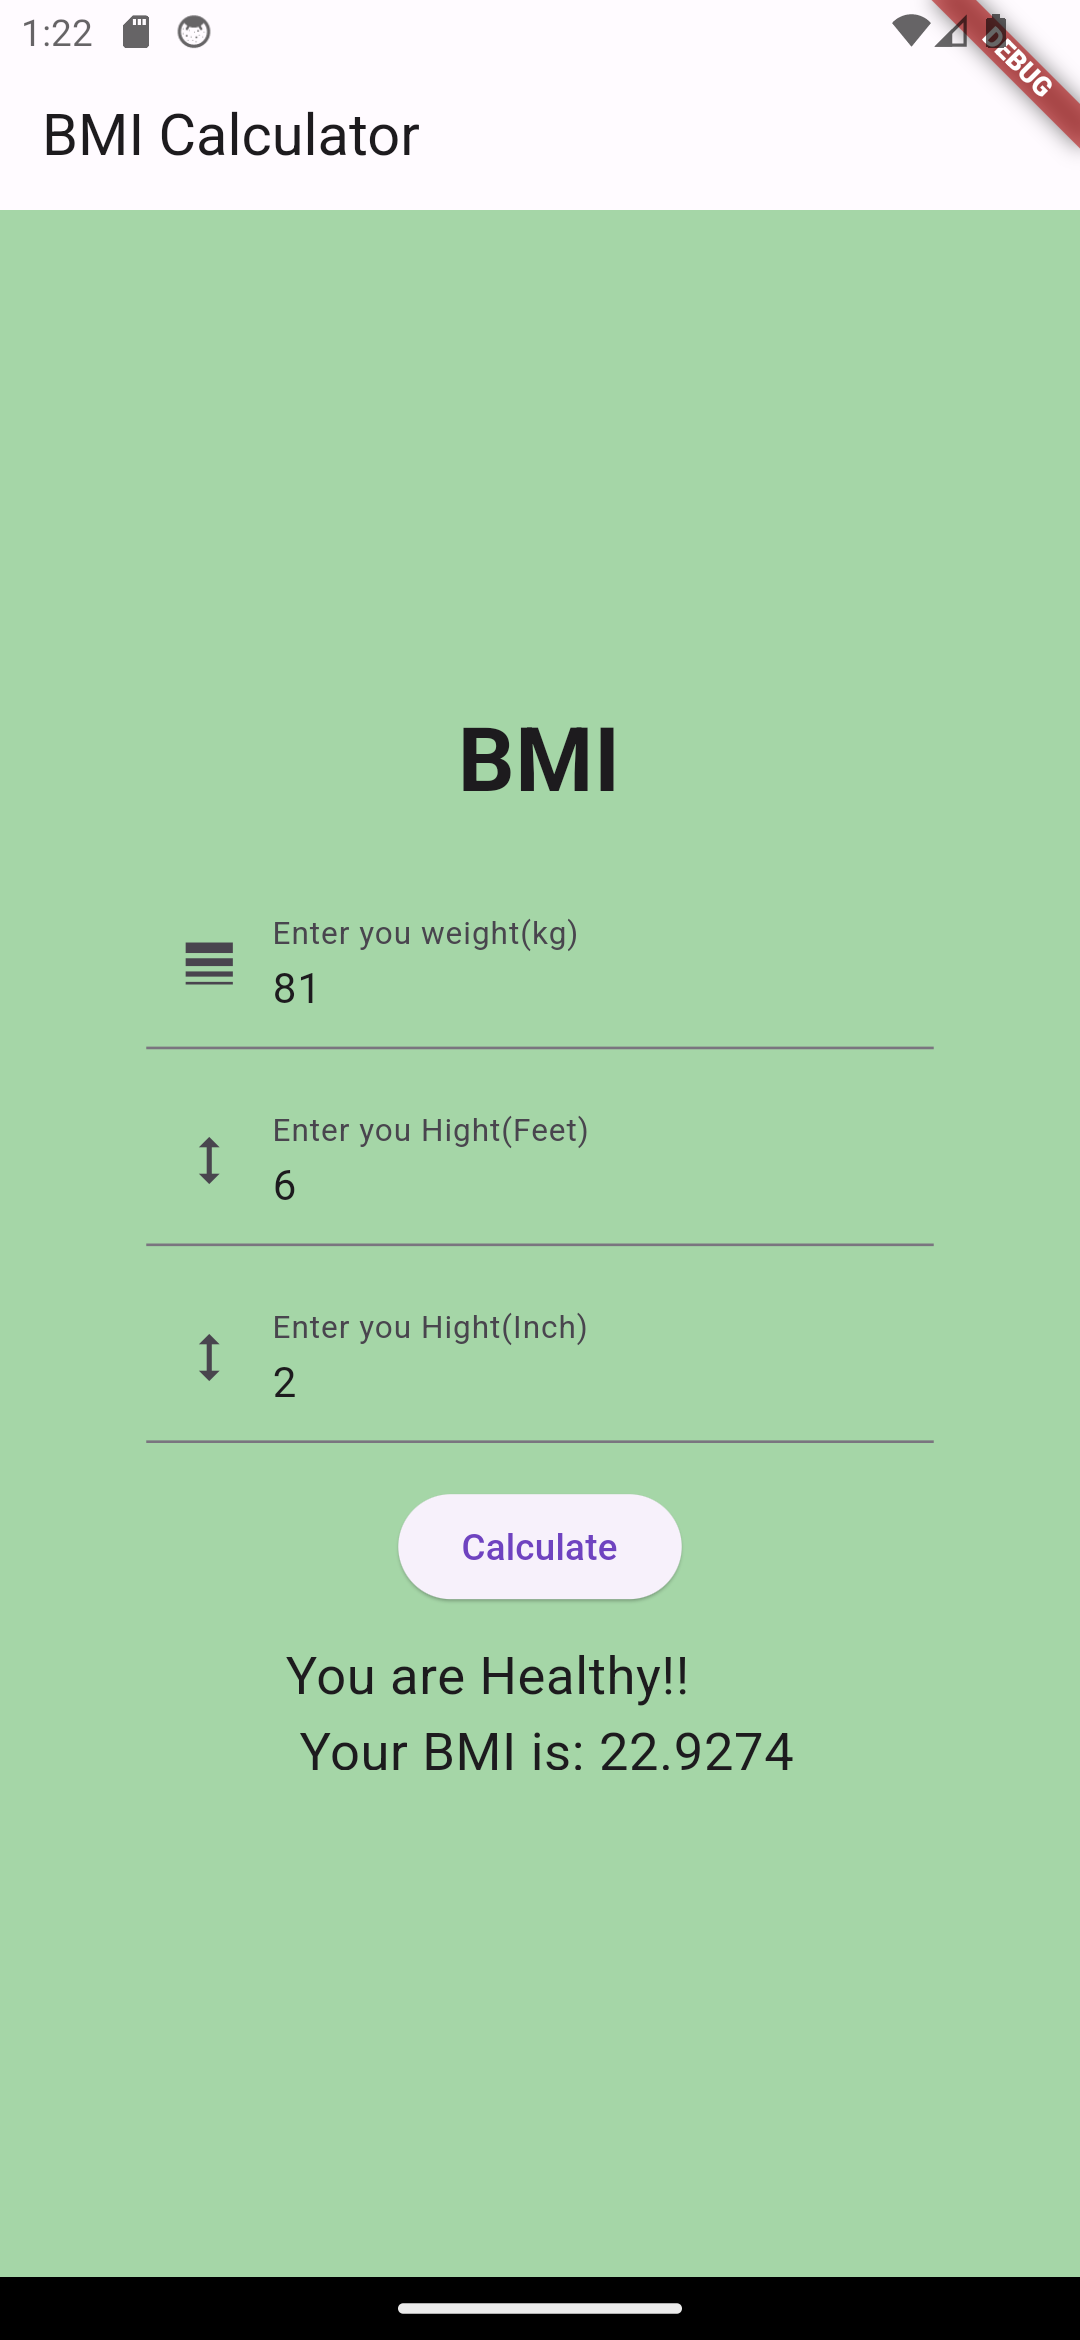 1:22
DEBUG
BMI Calculator
BMI
Enter you weight(kg)
81
Enter you Hight(Feet)
6
Enter you Hight(Inch)
2
Calculate
You are Healthy!!
Your BMI is: 22.9274